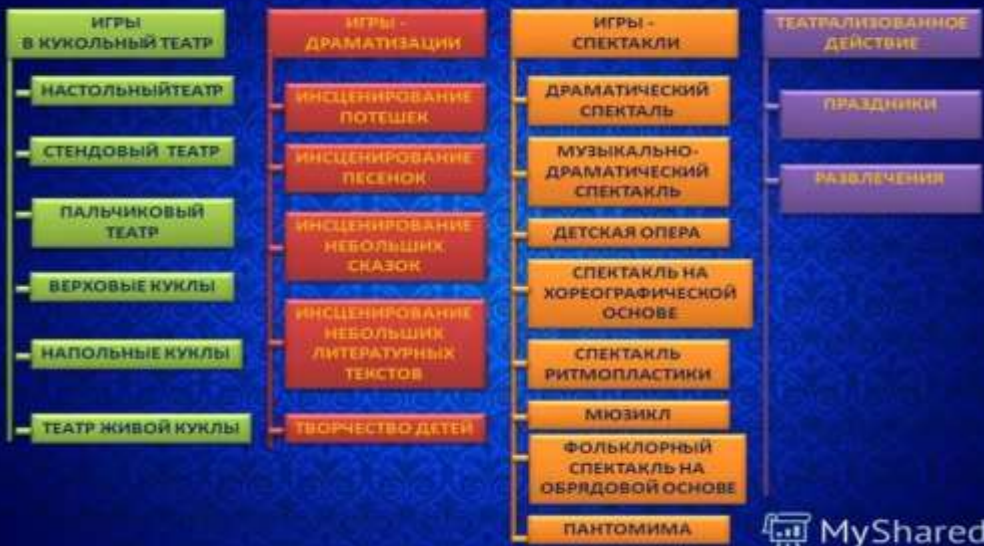 ИГРЫ
В КУКОЛЬНЫЙ ТЕАТР
НАСТОЛЬНЫЙТЕАТР
СТЕНДОВЫЙ ТЕАТР
ПАЛЬЧИКОВЫЙ
ТЕАТР
ВЕРХОВЫЕ КУКЛЫ
НАПОЛЬНЫЕ КУКЛЫ
ТЕАТР ЖИВОЙ КУКЛЫ
ИГРЫ -
ДРАМАТИЗАЦИИ
ИНСЦЕНИРОВАНИЕ
ПОТЕШЕК
ИНСЦЕНИРОВАНИЕ
ПЕСЕНОК
ИНСЦЕНИРОВАНИЕ
НЕБОЛЬШИХ
СКАЗОК
ИНСЦЕНИРОВАНИЕ
НЕБОЛЬШИХ
ЛИТЕРАТУРНЫХ
ТЕКСТОВ
ТВОРЧЕСТВО ДЕТЕЙ
ИГРЫ -
СПЕКТАКЛИ
ДРАМАТИЧЕСКИЙ
СПЕКТАЛЬ
МУЗЫКАЛЬНО-
ДРАМАТИЧЕСКИЙ
СПЕКТАКЛЬ
ДЕТСКАЯ ОПЕРА
СПЕКТАКЛЬ НА
ХОРЕОГРАФИЧЕСКОЙ
ОСНОВЕ
СПЕКТАКЛЬ
РИТМОПЛАСТИКИ
МЮЗИКЛ
ФОЛЬКЛОРНЫЙ
СПЕКТАКЛЬ НА
ОБРЯДОВОЙ ОСНОВЕ
ПАНТОМИМА
ТЕАТРАЛИЗОВАННОЕ
ДЕЙСТВИЕ
ПРАЗДНИКИ
РАЗВЛЕЧЕНИЯ
MyShared